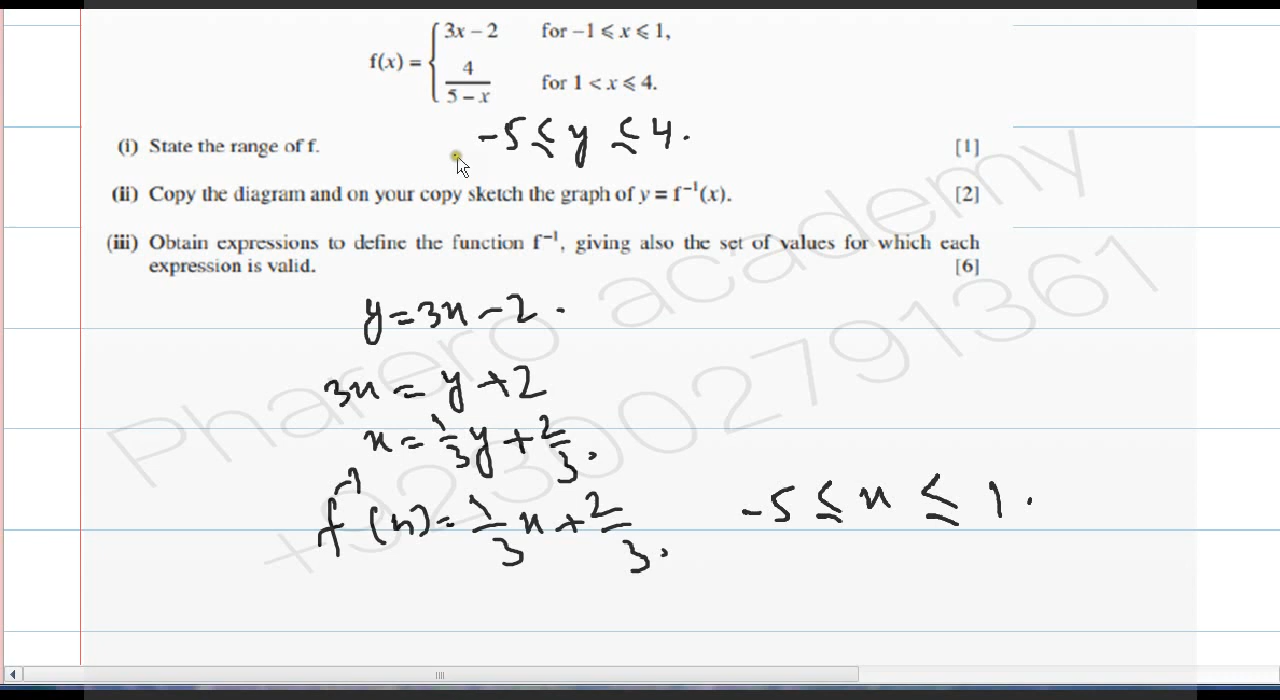 f(x) = { 3x − 2 for −1 ⩽ x ⩽ 1,
4/(5 − x) for 1 < x ⩽ 4.
-5 ≤ y ≤ 4.
(i) State the range of f. [1]
(ii) Copy the diagram and on your copy sketch the graph of y = f⁻¹(x). [2]
(iii) Obtain expressions to define the function f⁻¹, giving also the set of values for which each
expression is valid. [6]
y = 3x - 2.
3x = y + 2
x = 1/3 y + 2/3.
f⁻¹(x) = 1/3 x + 2/3. -5 ≤ x ≤ 1.
Pharero academy
+923002791361